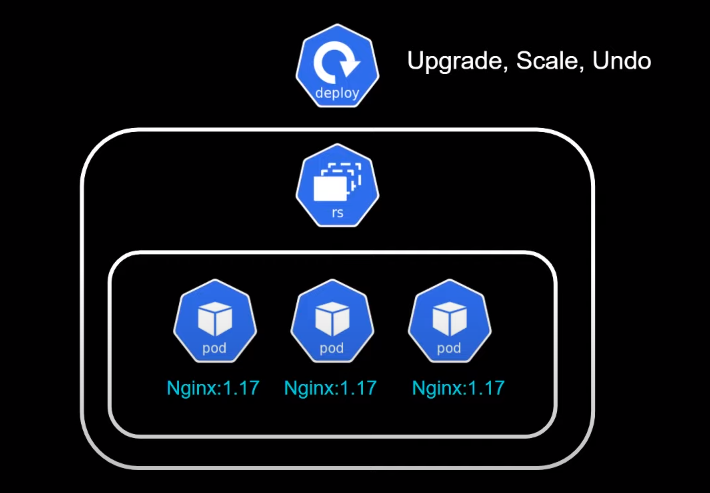 Upgrade, Scale, Undo
deploy
rs
pod pod pod
Nginx:1.17 Nginx:1.17 Nginx:1.17